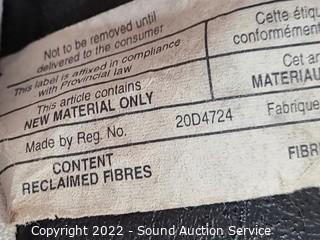 Not to be removed until
delivered to the consumer
This label is affixed in compliance
with Provincial law
This article contains
NEW MATERIAL ONLY
Made by Reg. No. 20D4724
CONTENT
RECLAIMED FIBRES
Cette étiq
conformémen
Cet ar
MATERIAU
Fabrique
FIBR
Copyright 2022 - Sound Auction Service